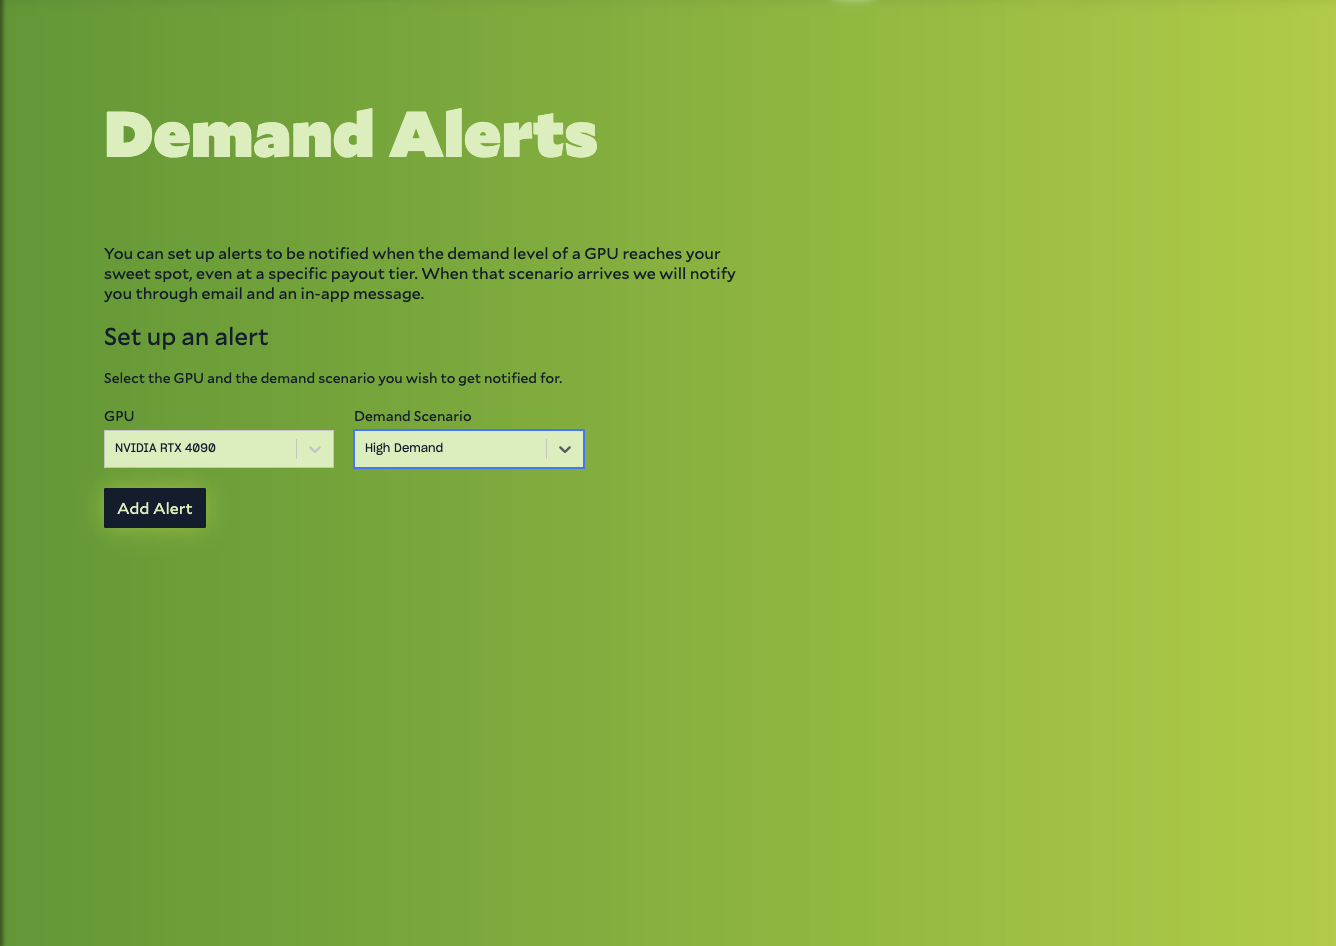 Demand Alerts
You can set up alerts to be notified when the demand level of a GPU reaches your
sweet spot, even at a specific payout tier. When that scenario arrives we will notify
you through email and an in-app message.
Set up an alert
Select the GPU and the demand scenario you wish to get notified for.
GPU
Demand Scenario
NVIDIA RTX 4090
High Demand
Add Alert